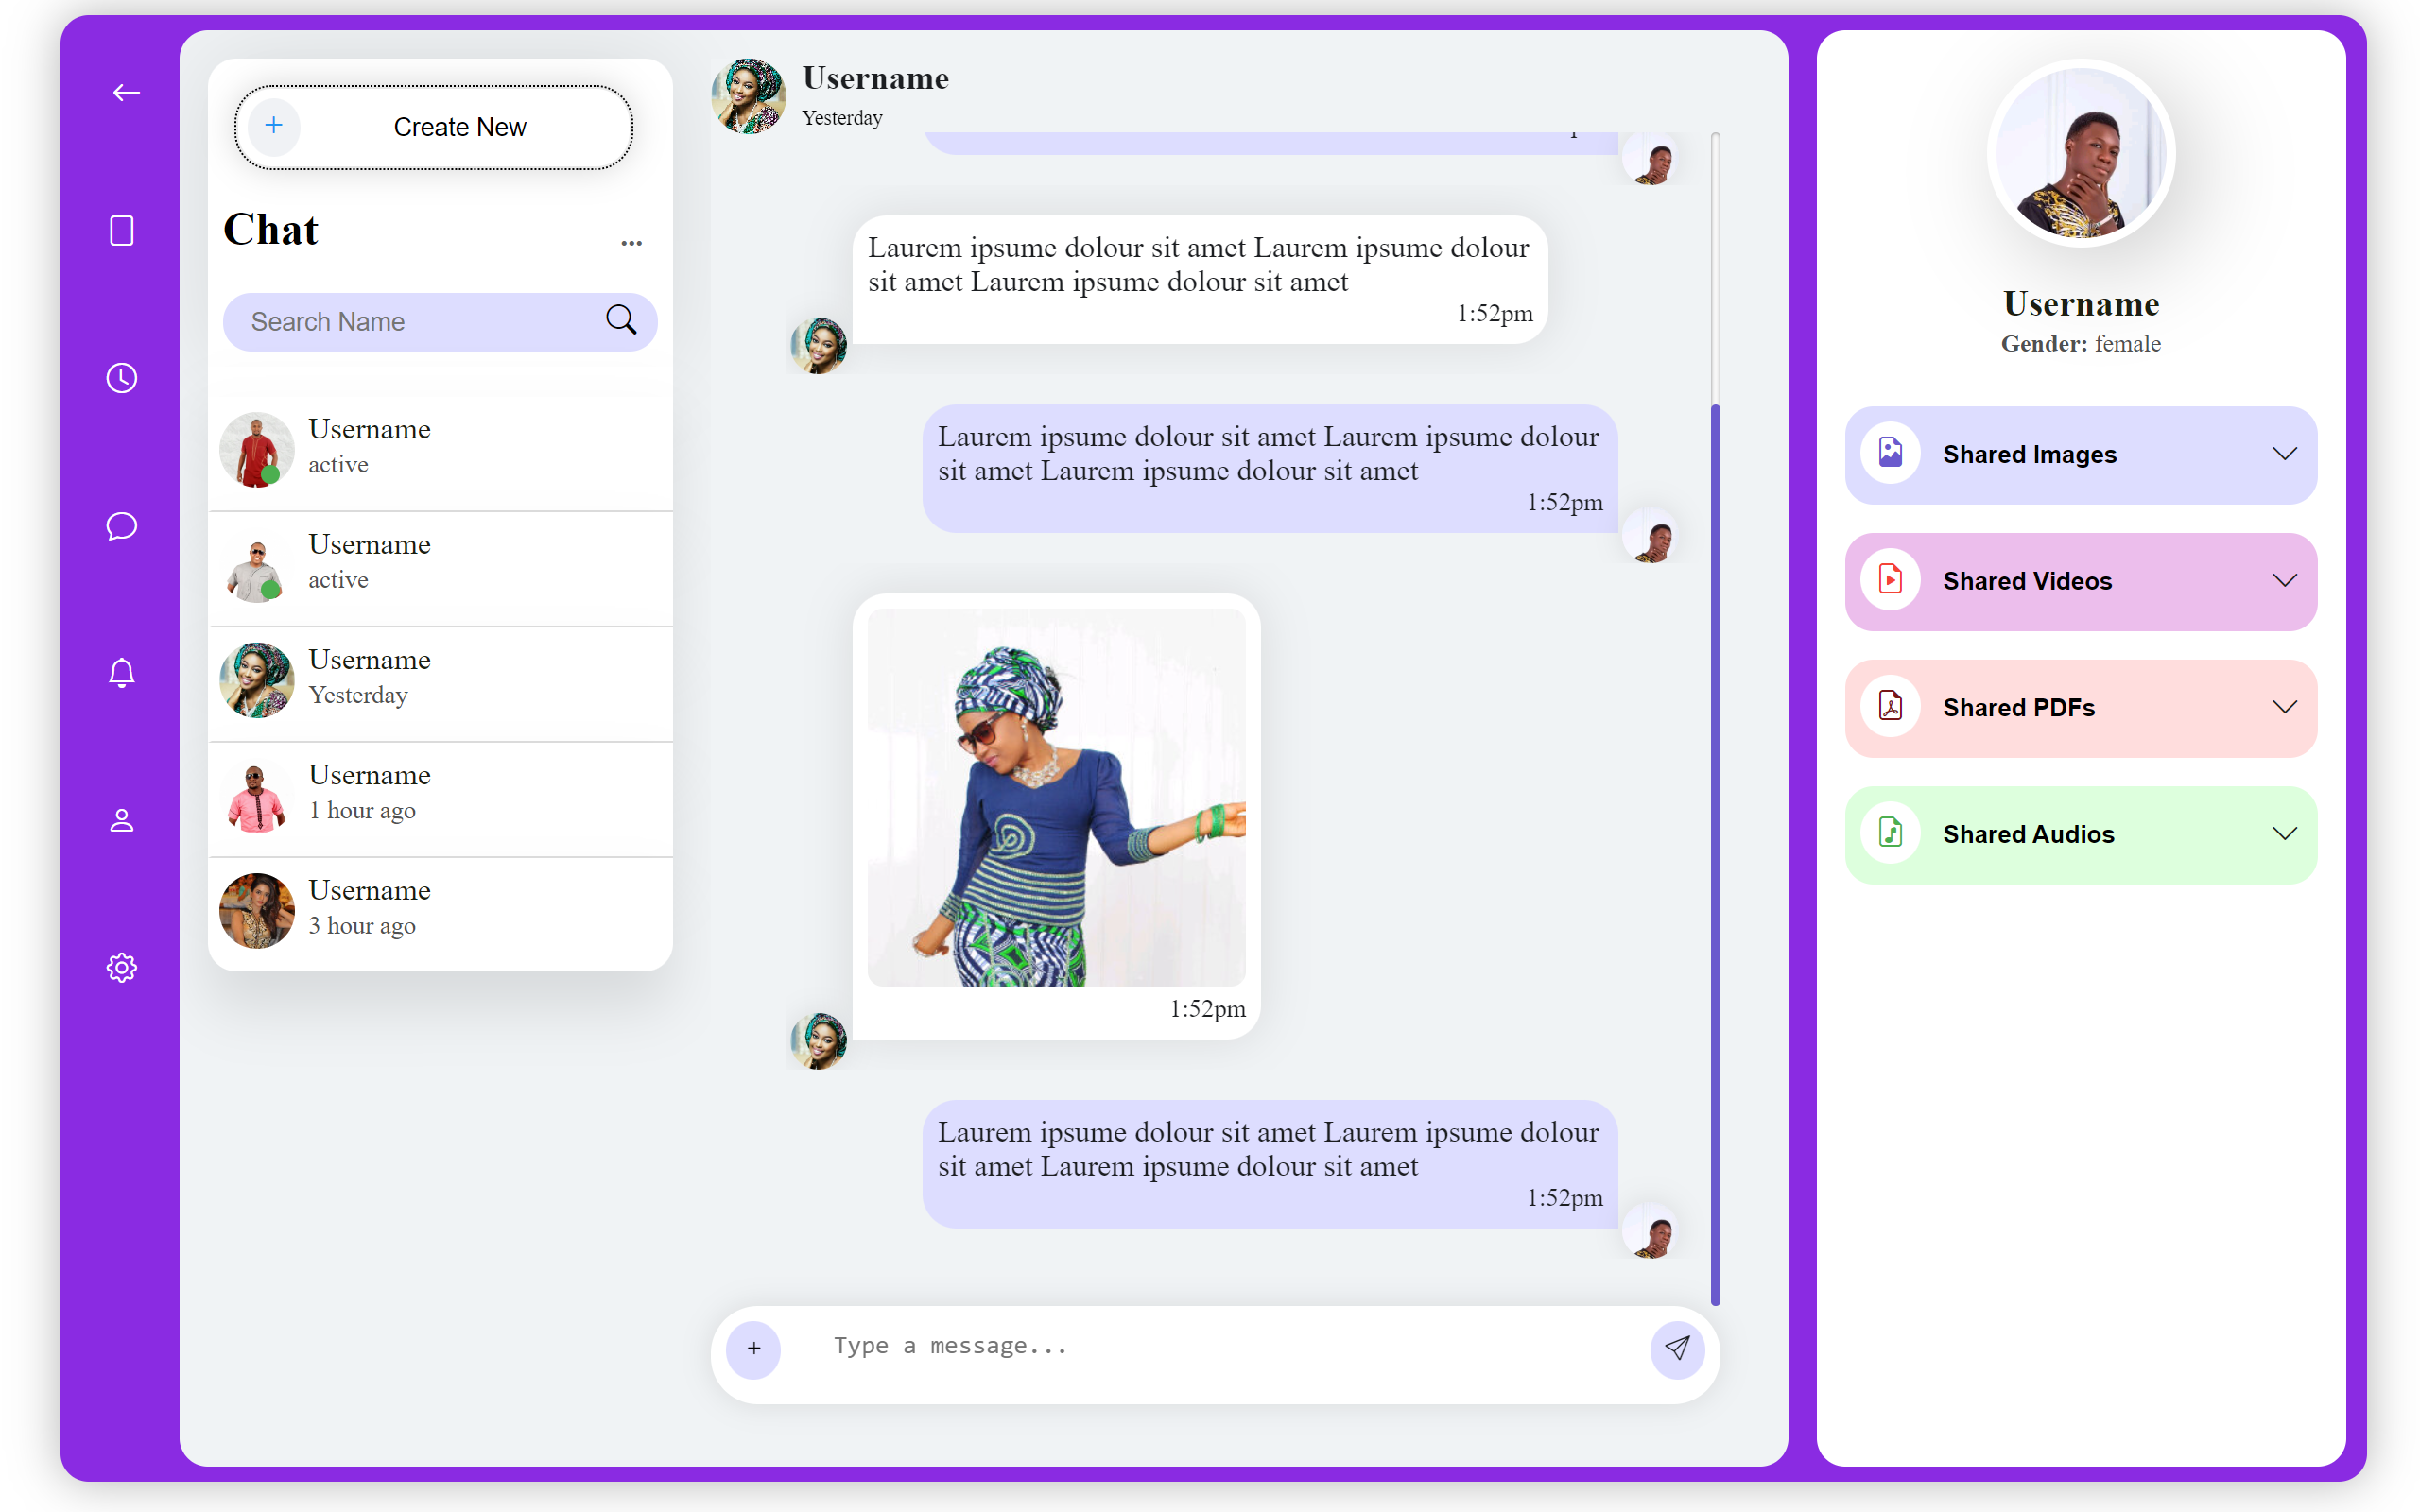 Create New
Chat
Search Name
Username
active
Username
active
Username
Yesterday
Username
1 hour ago
Username
3 hour ago
Username
Yesterday
Laurem ipsume dolour sit amet Laurem ipsume dolour
sit amet Laurem ipsume dolour sit amet
1:52pm
Laurem ipsume dolour sit amet Laurem ipsume dolour
sit amet Laurem ipsume dolour sit amet
1:52pm
1:52pm
Laurem ipsume dolour sit amet Laurem ipsume dolour
sit amet Laurem ipsume dolour sit amet
1:52pm
Type a message...
Username
Gender: female
Shared Images
Shared Videos
Shared PDFs
Shared Audios